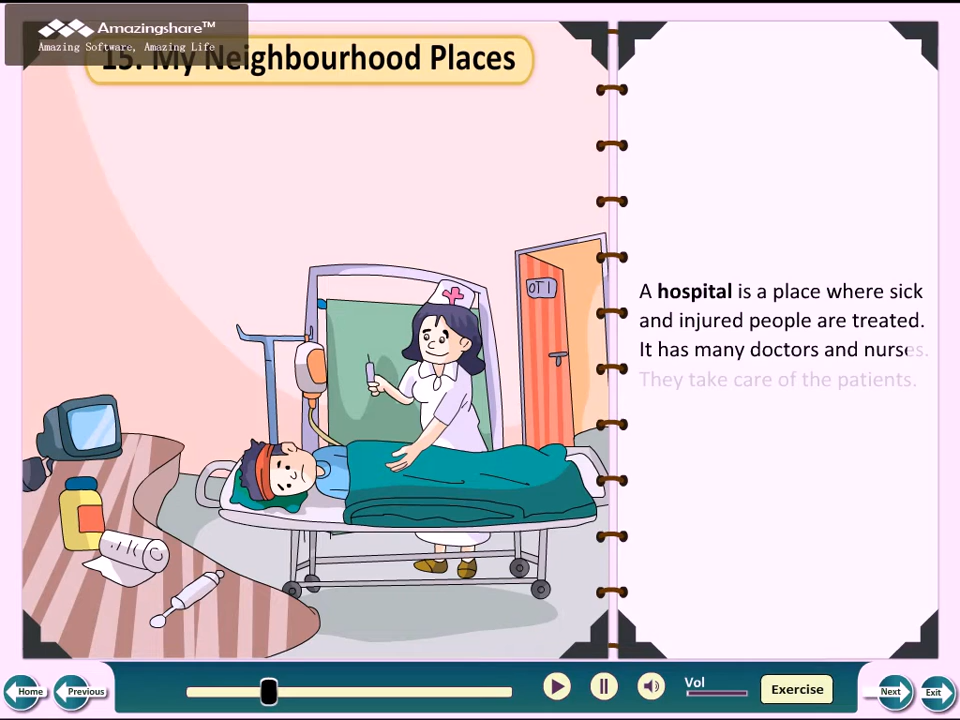 Amazingshare™
Amazing Software, Amazing Life
15. My Neighbourhood Places
OT 1
A hospital is a place where sick
and injured people are treated.
It has many doctors and nurses.
They take care of the patients.
Home
Previous
Vol
Exercise
Next
Exit